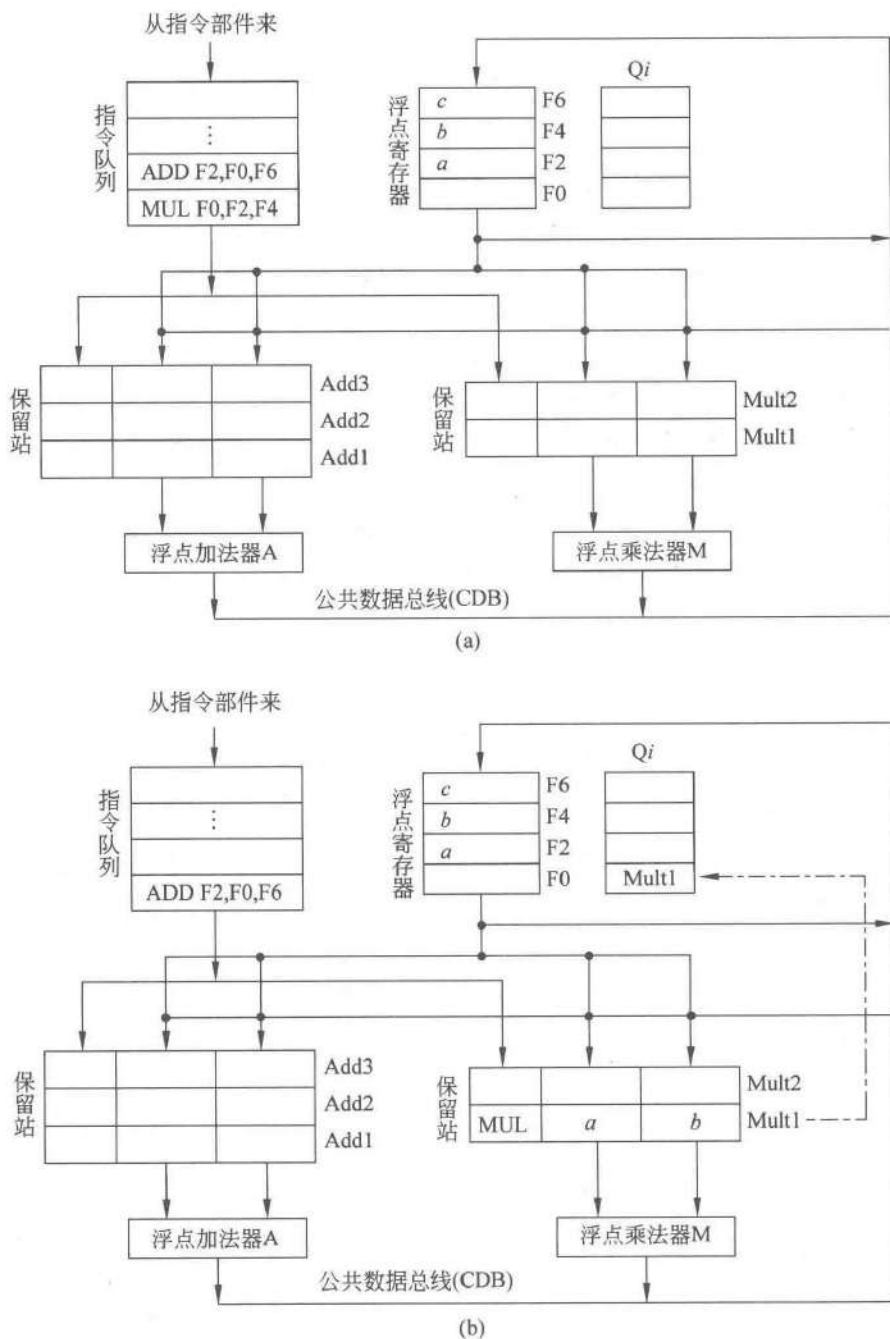 从指令部件来
指令队列
⋮
ADD F2,F0,F6
MUL F0,F2,F4
浮点寄存器
c F6
b F4
a F2
F0
Qi
保留站
Add3
Add2
Add1
保留站
Mult2
Mult1
浮点加法器A
浮点乘法器M
公共数据总线(CDB)
(a)
从指令部件来
指令队列
⋮
ADD F2,F0,F6
浮点寄存器
c F6
b F4
a F2
F0
Qi
Mult1
保留站
Add3
Add2
Add1
保留站
Mult2
MUL a b Mult1
浮点加法器A
浮点乘法器M
公共数据总线(CDB)
(b)